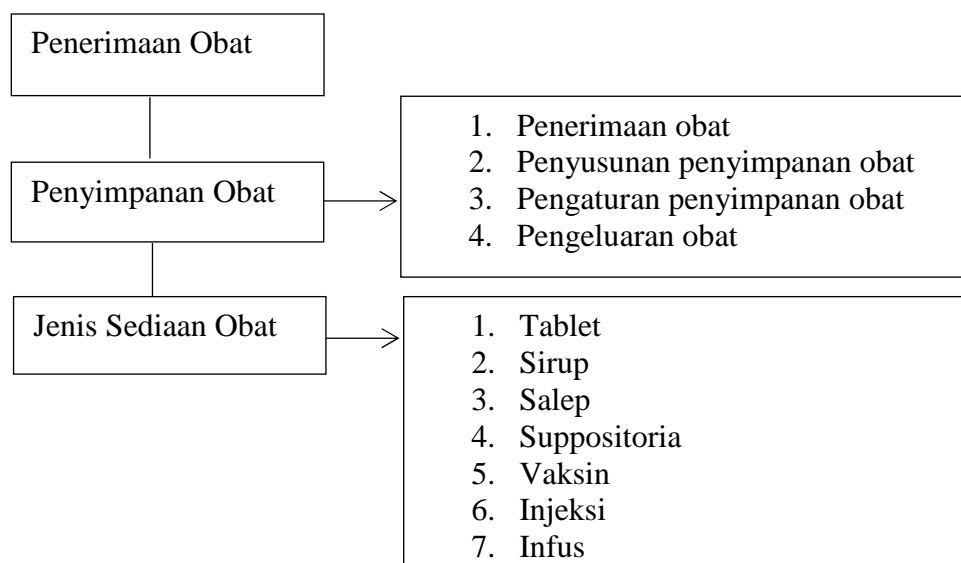 Penerimaan Obat
Penyimpanan Obat
1. Penerimaan obat
2. Penyusunan penyimpanan obat
3. Pengaturan penyimpanan obat
4. Pengeluaran obat
Jenis Sediaan Obat
1. Tablet
2. Sirup
3. Salep
4. Suppositoria
5. Vaksin
6. Injeksi
7. Infus